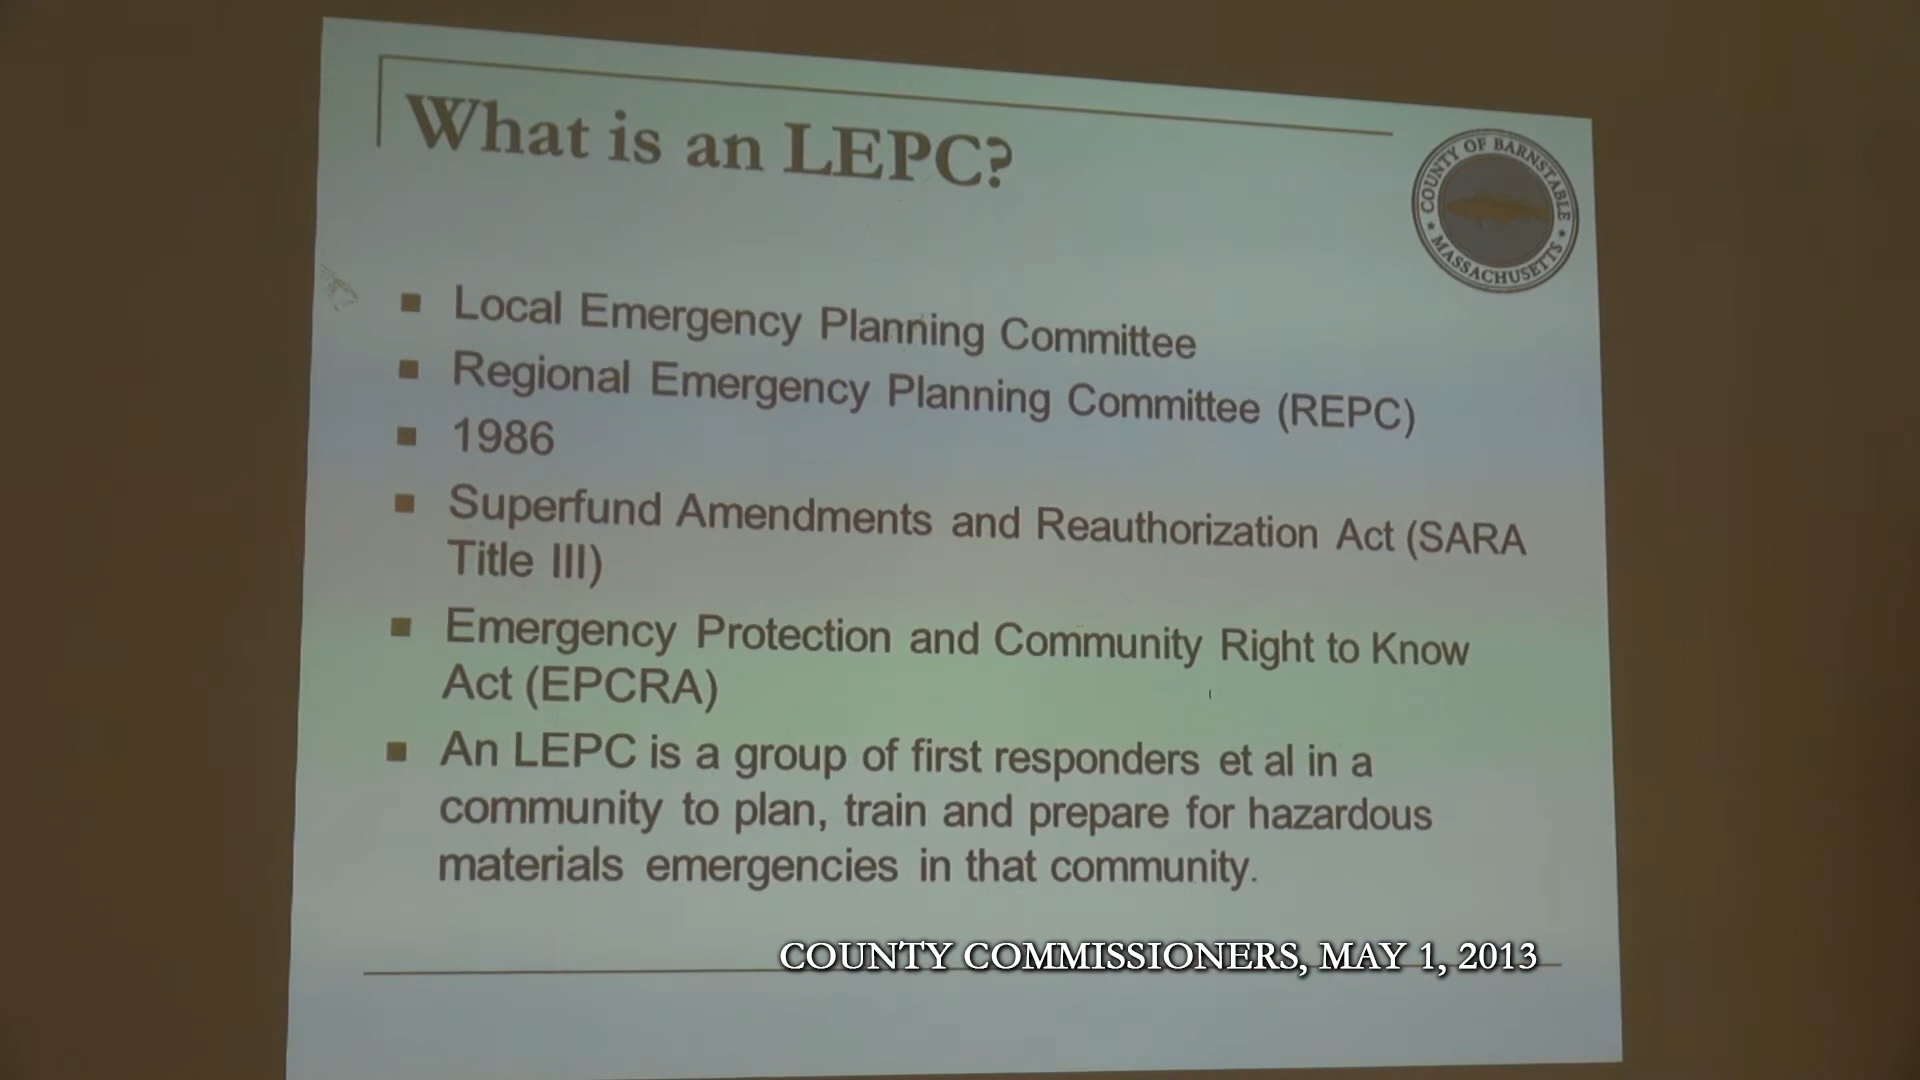 What is an LEPC?
COUNTY OF BARNSTABLE
MASSACHUSETTS
Local Emergency Planning Committee
Regional Emergency Planning Committee (REPC)
1986
Superfund Amendments and Reauthorization Act (SARA
Title III)
Emergency Protection and Community Right to Know
Act (EPCRA)
An LEPC is a group of first responders et al in a
community to plan, train and prepare for hazardous
materials emergencies in that community.
COUNTY COMMISSIONERS, MAY 1, 2013